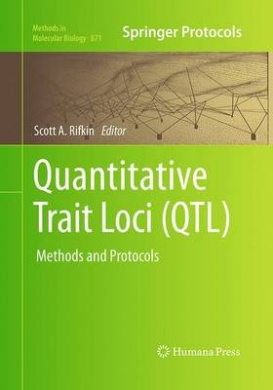 Methods in
Molecular Biology 871
Springer Protocols
Scott A. Rifkin Editor
Quantitative
Trait Loci (QTL)
Methods and Protocols
Humana Press